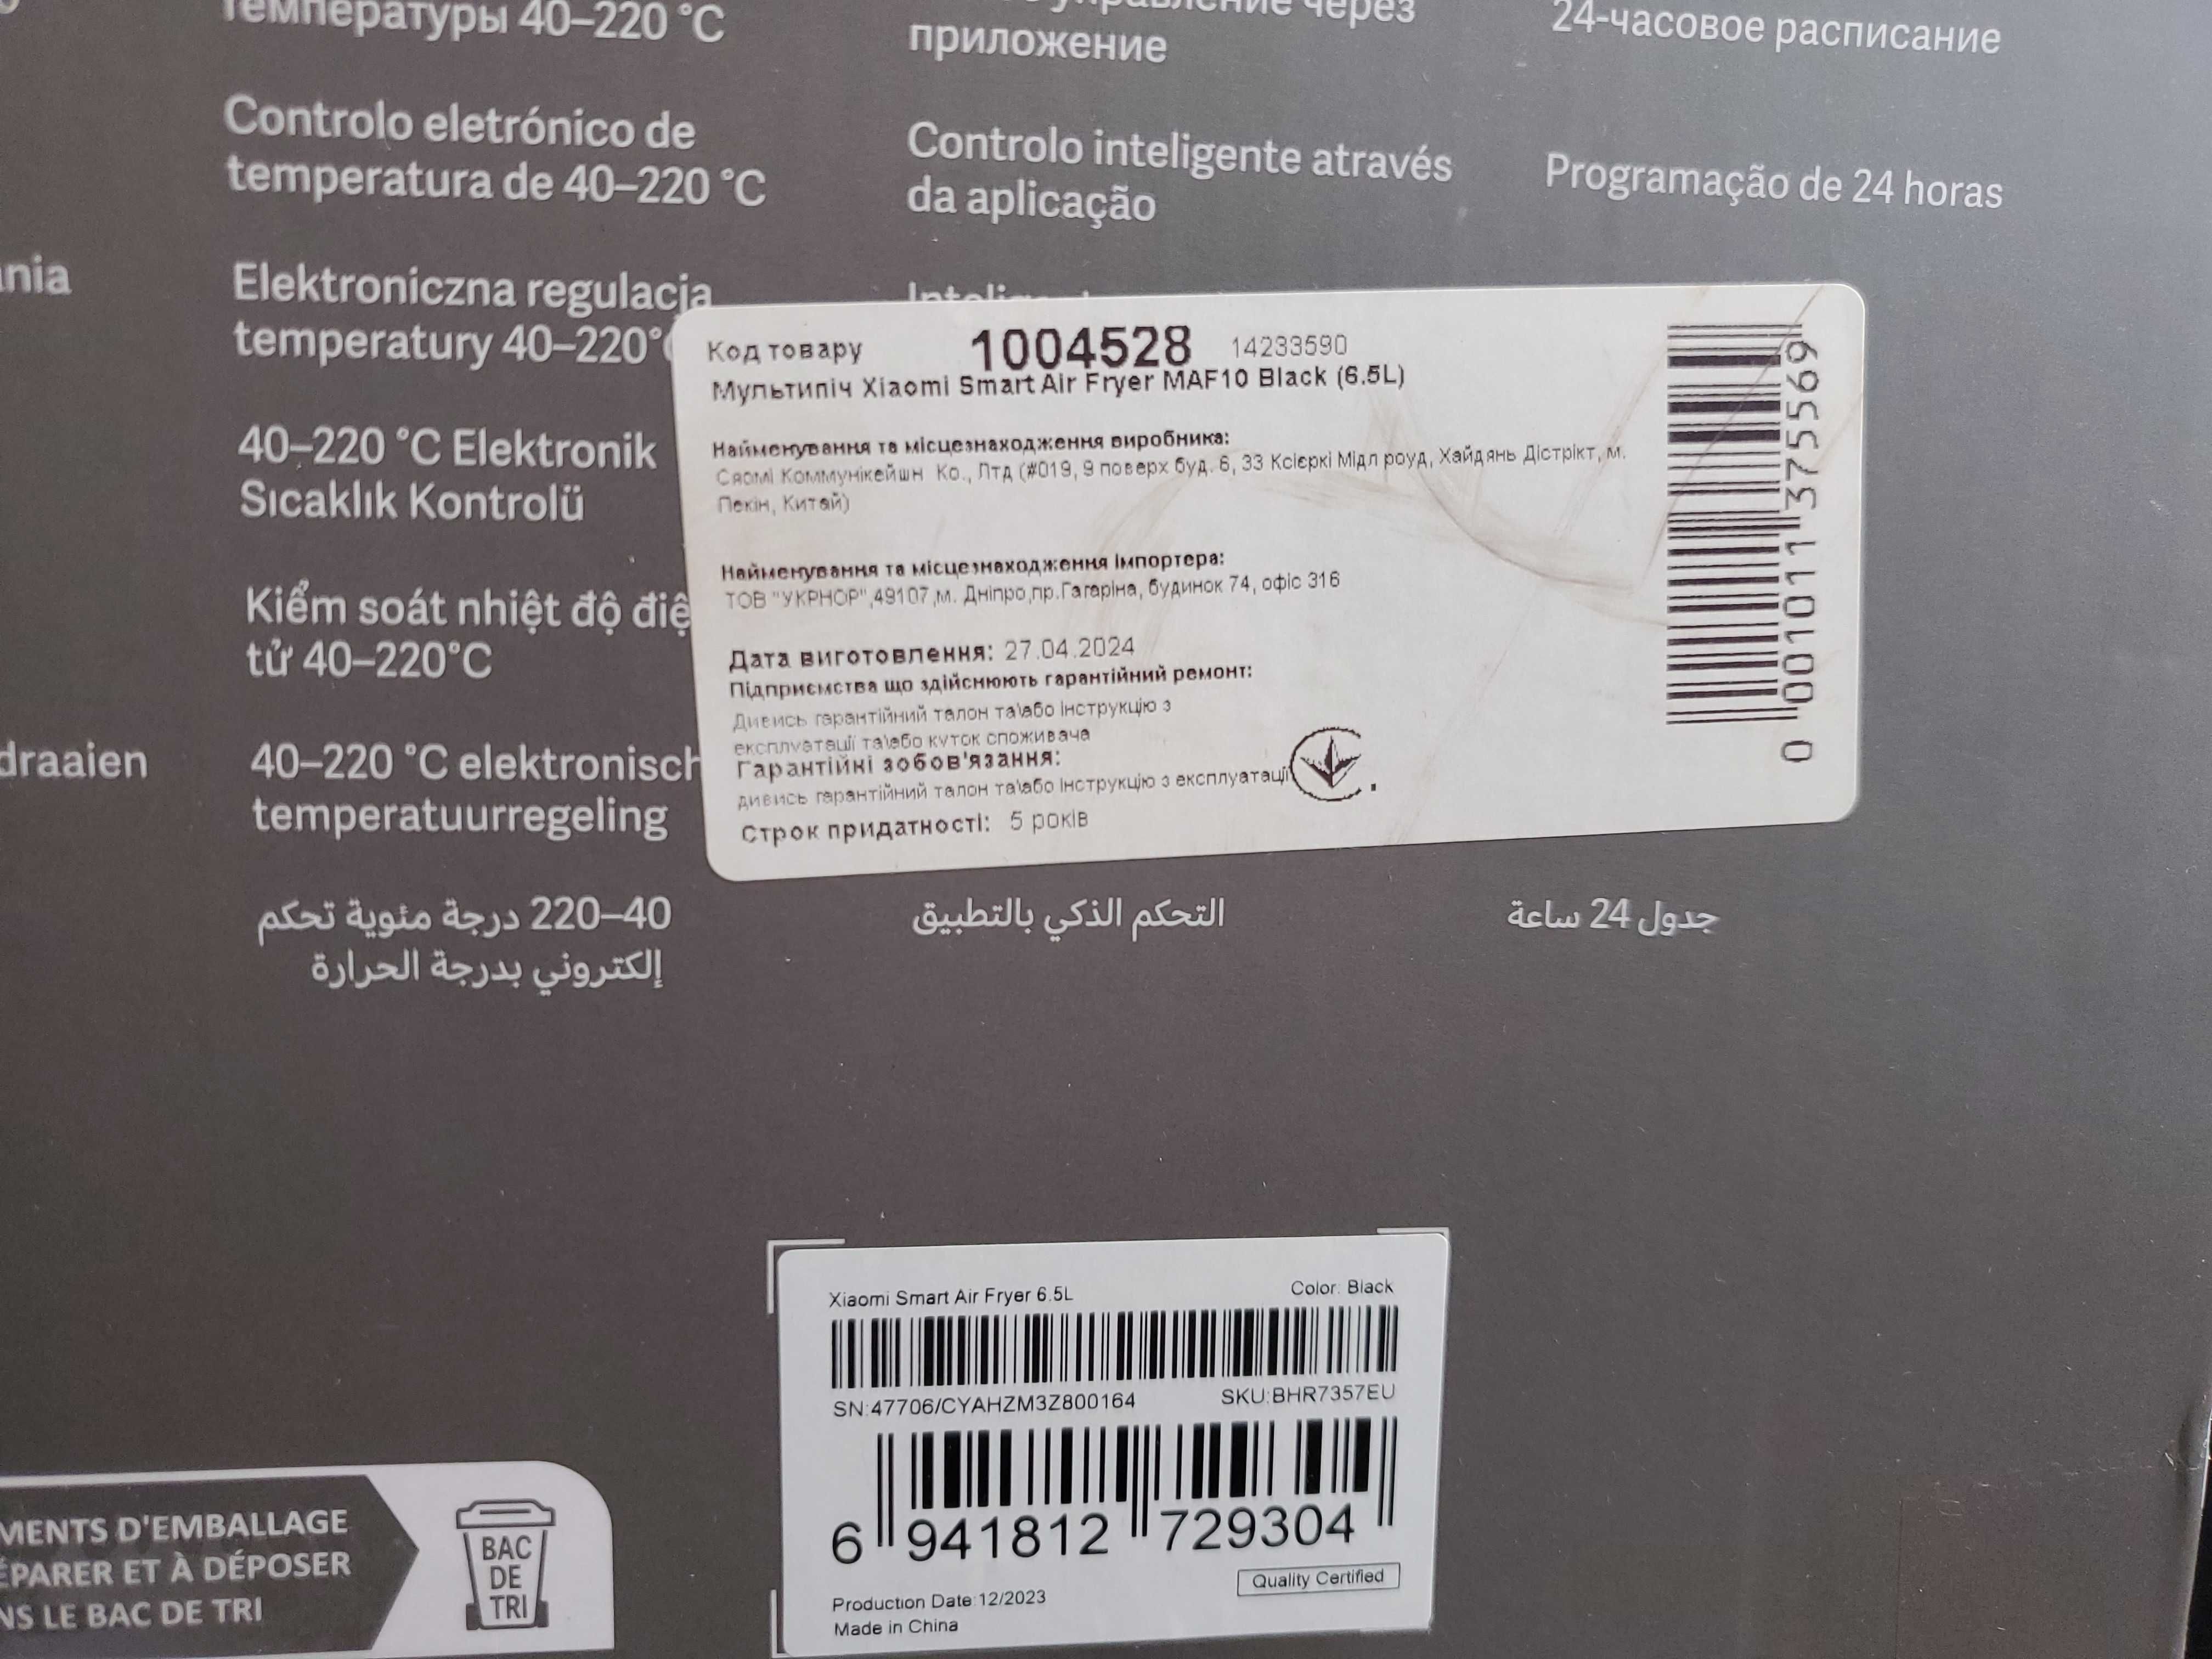 температуры 40–220 °C
приложение
24-часовое расписание
Controlo eletrónico de
temperatura de 40–220 °C
Controlo inteligente através
da aplicação
Programação de 24 horas
Elektroniczna regulacja
temperatury 40–220°
40–220 °C Elektronik
Sıcaklık Kontrolü
Kiểm soát nhiệt độ
tử 40–220°C
draaien
40–220 °C elektronisch
temperatuurregeling
40–220 درجة مئوية تحكم
إلكتروني بدرجة الحرارة
التحكم الذكي بالتطبيق
جدول 24 ساعة
Код товару 1004528 14233590
Мультипіч Xiaomi Smart Air Fryer MAF10 Black (6.5L)
Найменування та місцезнаходження виробника:
Сяомі Коммунікейшн Ко., Лтд (#019, 9 поверх буд. 6, 33 Ксієркі Мідл роуд, Хайдянь Дістрікт, м.
Пекін, Китай)
Найменування та місцезнаходження імпортера:
ТОВ "УКРНОР",49107,м. Дніпро,пр.Гагаріна, будинок 74, офіс 316
Дата виготовлення: 27.04.2024
Підприємства що здійснюють гарантійний ремонт:
Дивись гарантійний талон та\або інструкцію з
експлуатації та\або куток споживача
Гарантійні зобов'язання:
дивись гарантійний талон та\або інструкцію з експлуатації
Строк придатності: 5 років
0 001011 375569
Xiaomi Smart Air Fryer 6.5L
Color: Black
SN:47706/CYAHZM3Z800164
SKU:BHR7357EU
6 941812 729304
Quality Certified
Production Date:12/2023
Made in China
D'EMBALLAGE
ET À DÉPOSER
LE BAC DE TRI
BAC
DE
TRI